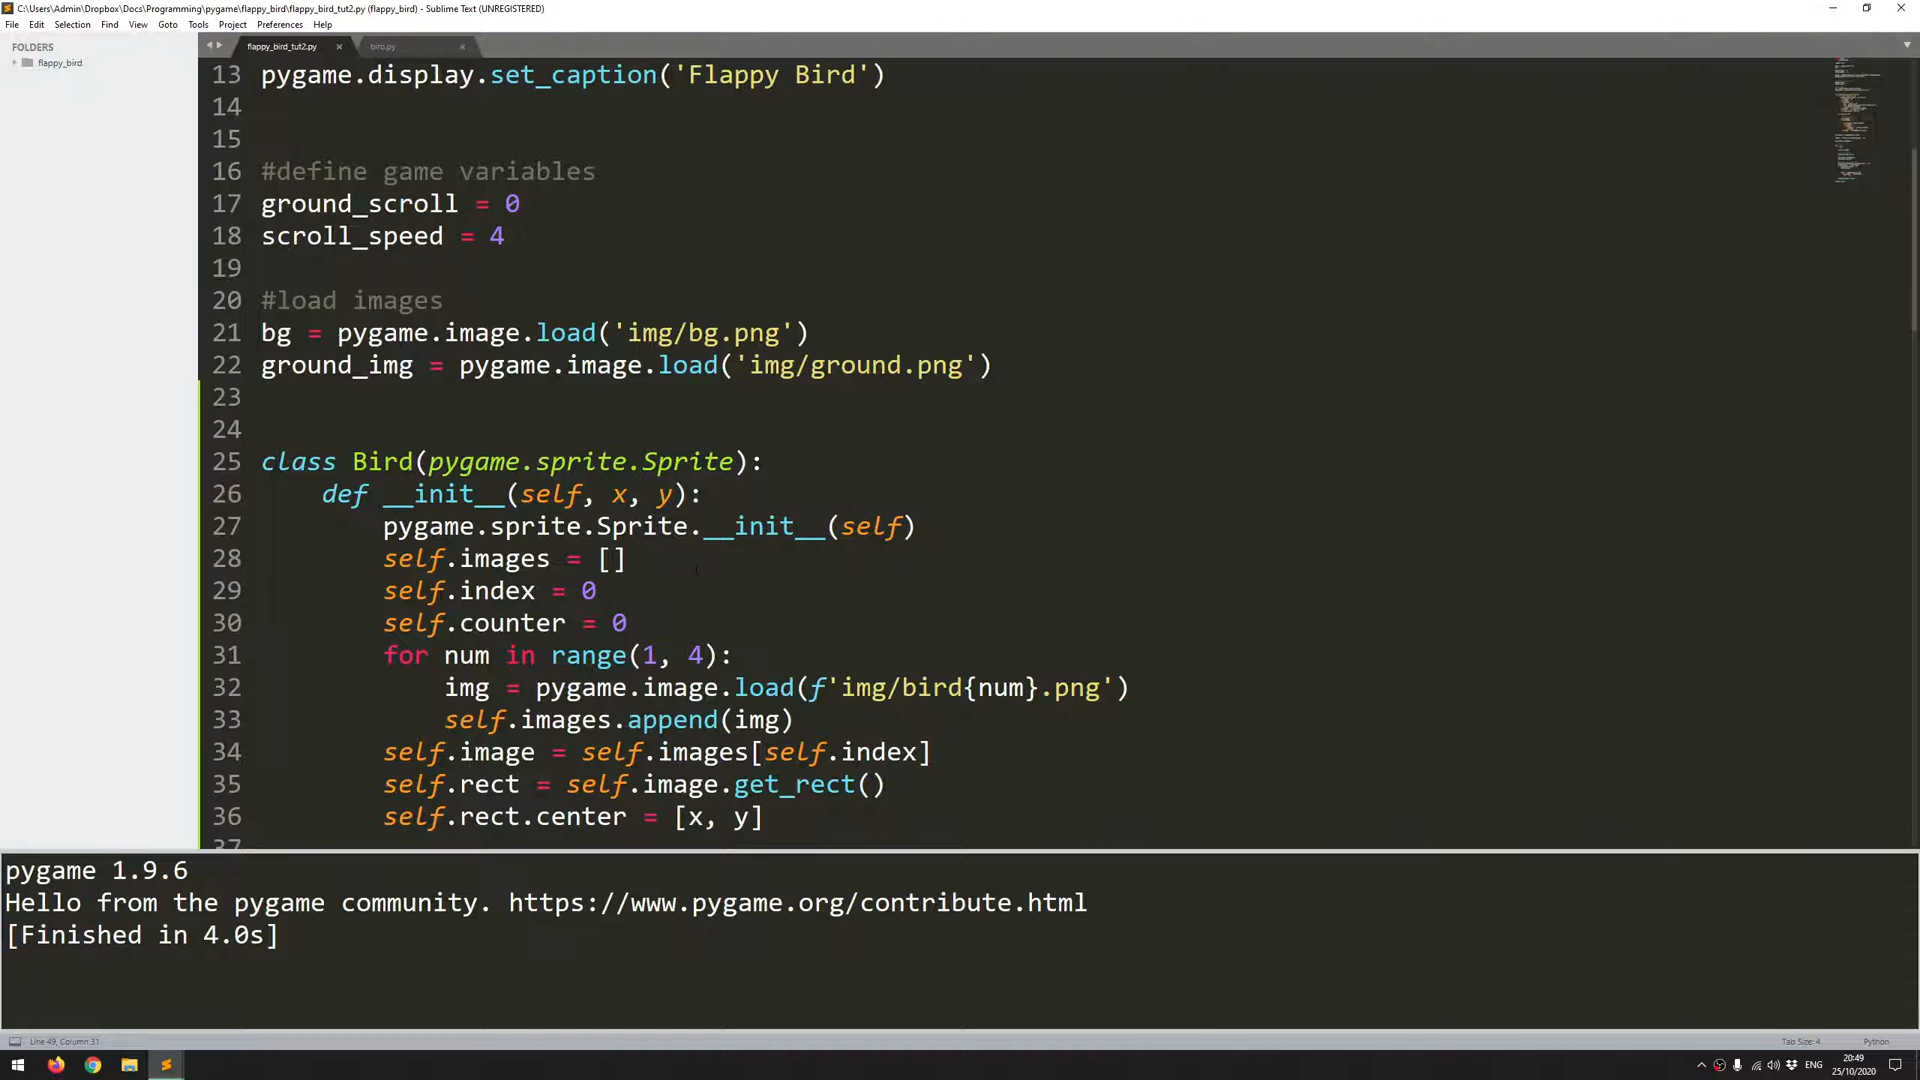 C:\Users\Admin\Dropbox\Docs\Programming\pygame\flappy_bird\flappy_bird_tut2.py (flappy_bird) - Sublime Text (UNREGISTERED)
File Edit Selection Find View Goto Tools Project Preferences Help
FOLDERS
flappy_bird
flappy_bird_tut2.py
13 pygame.display.set_caption('Flappy Bird')
14
15
16 #define game variables
17 ground_scroll = 0
18 scroll_speed = 4
19
20 #load images
21 bg = pygame.image.load('img/bg.png')
22 ground_img = pygame.image.load('img/ground.png')
23
24
25 class Bird(pygame.sprite.Sprite):
26 def __init__(self, x, y):
27 pygame.sprite.Sprite.__init__(self)
28 self.images = []
29 self.index = 0
30 self.counter = 0
31 for num in range(1, 4):
32 img = pygame.image.load(f'img/bird{num}.png')
33 self.images.append(img)
34 self.image = self.images[self.index]
35 self.rect = self.image.get_rect()
36 self.rect.center = [x, y]
37
pygame 1.9.6
Hello from the pygame community. https://www.pygame.org/contribute.html
[Finished in 4.0s]
Line 49, Column 31
Tab Size: 4
Python
ENG
20:49
25/10/2020